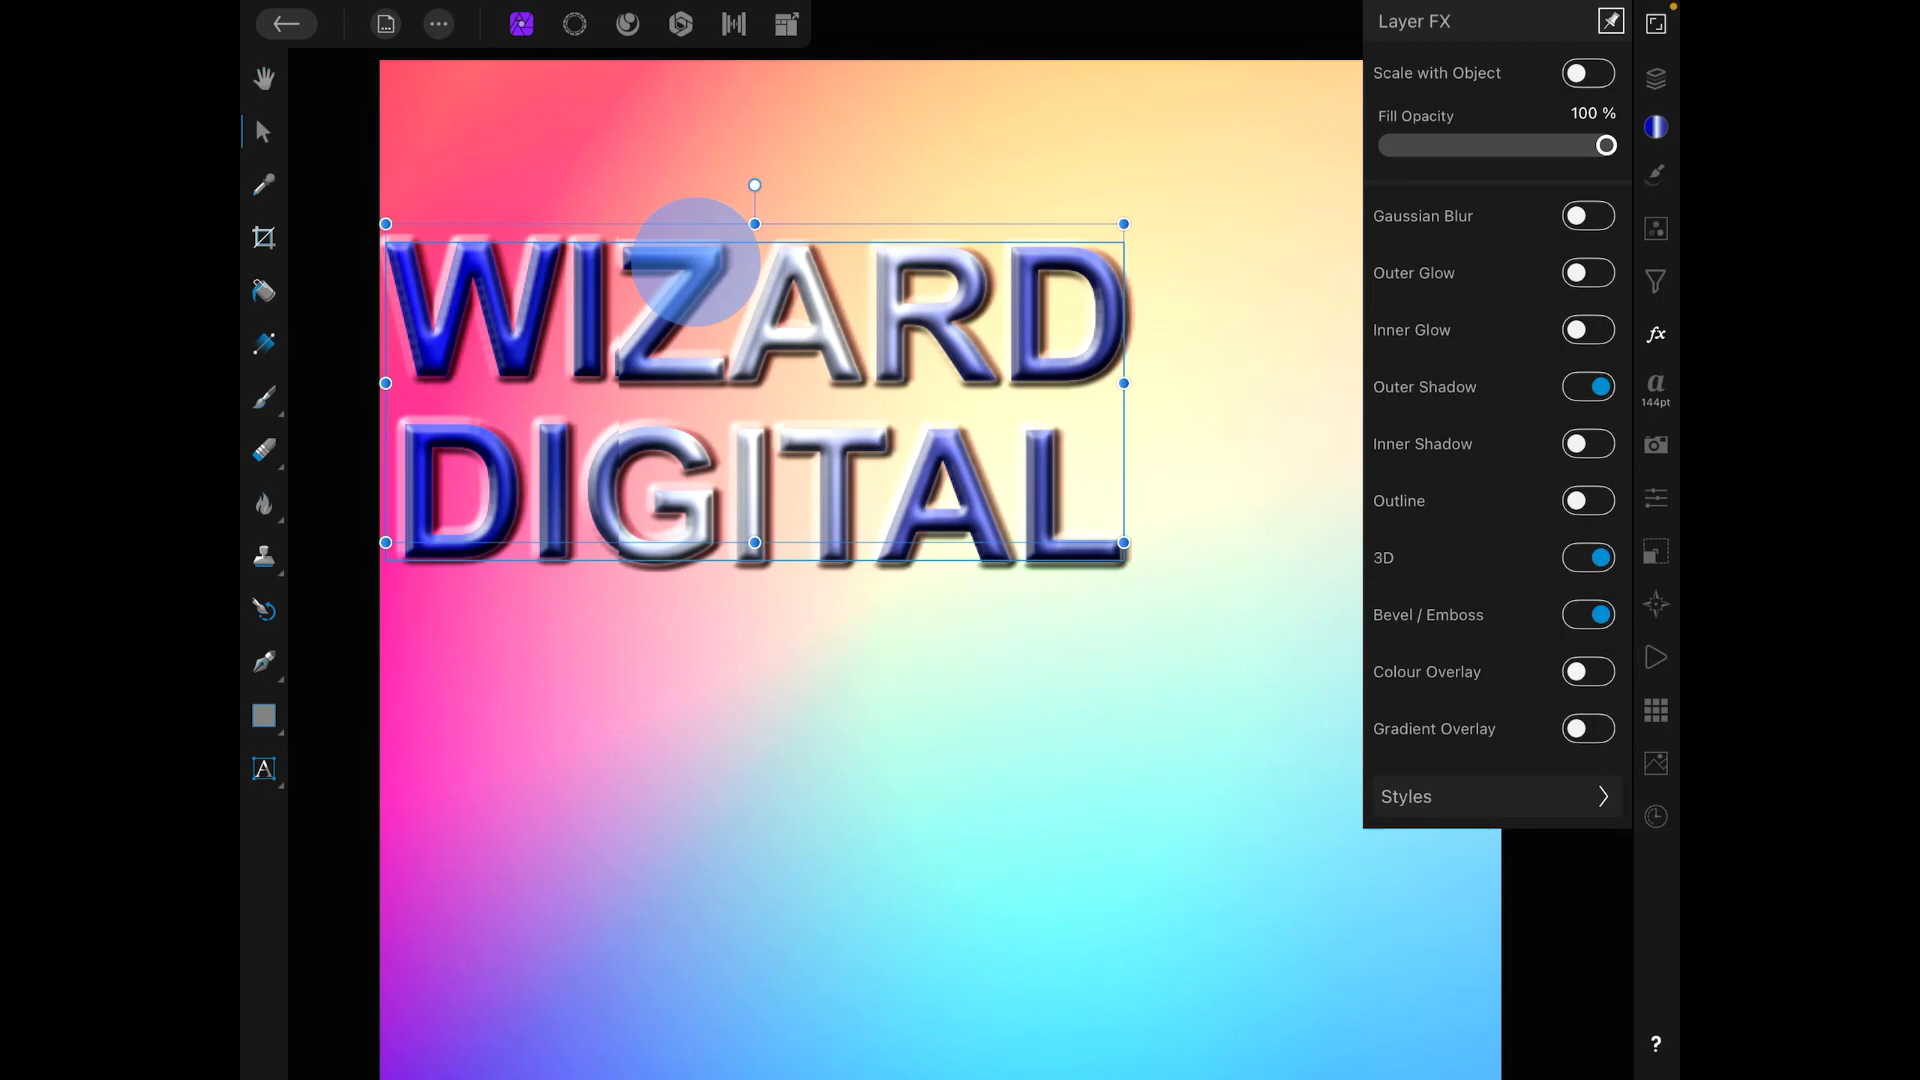 Layer FX
Scale with Object
Fill Opacity 100 %
Gaussian Blur
Outer Glow
Inner Glow
Outer Shadow
Inner Shadow
Outline
3D
Bevel / Emboss
Colour Overlay
Gradient Overlay
Styles
WIZARD
DIGITAL
A
fx
a
144pt
?